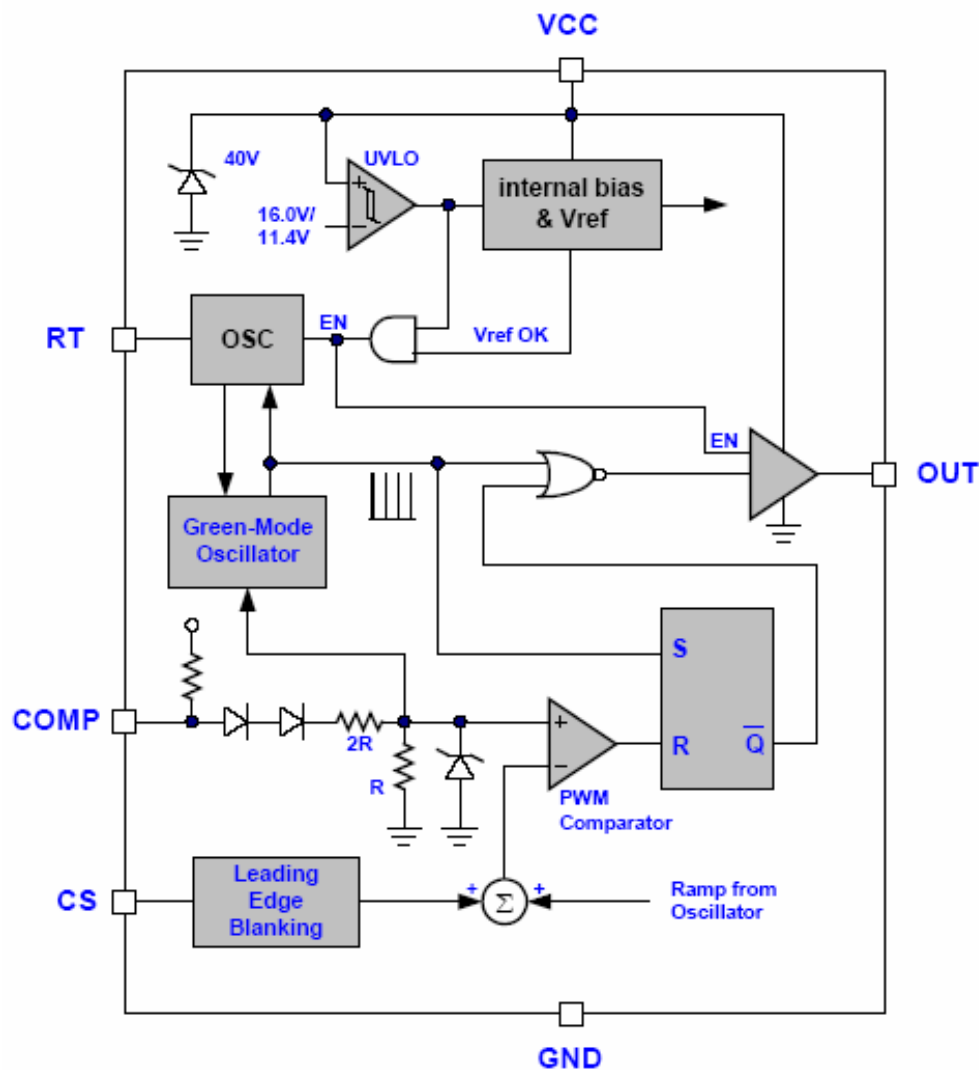 VCC
40V
UVLO
+
−
16.0V/
11.4V
internal bias
& Vref
RT
OSC
EN
Vref OK
EN
OUT
Green-Mode
Oscillator
S
COMP
2R
R
+
−
R
Q̅
PWM
Comparator
CS
Leading
Edge
Blanking
+
Σ
+
Ramp from
Oscillator
GND